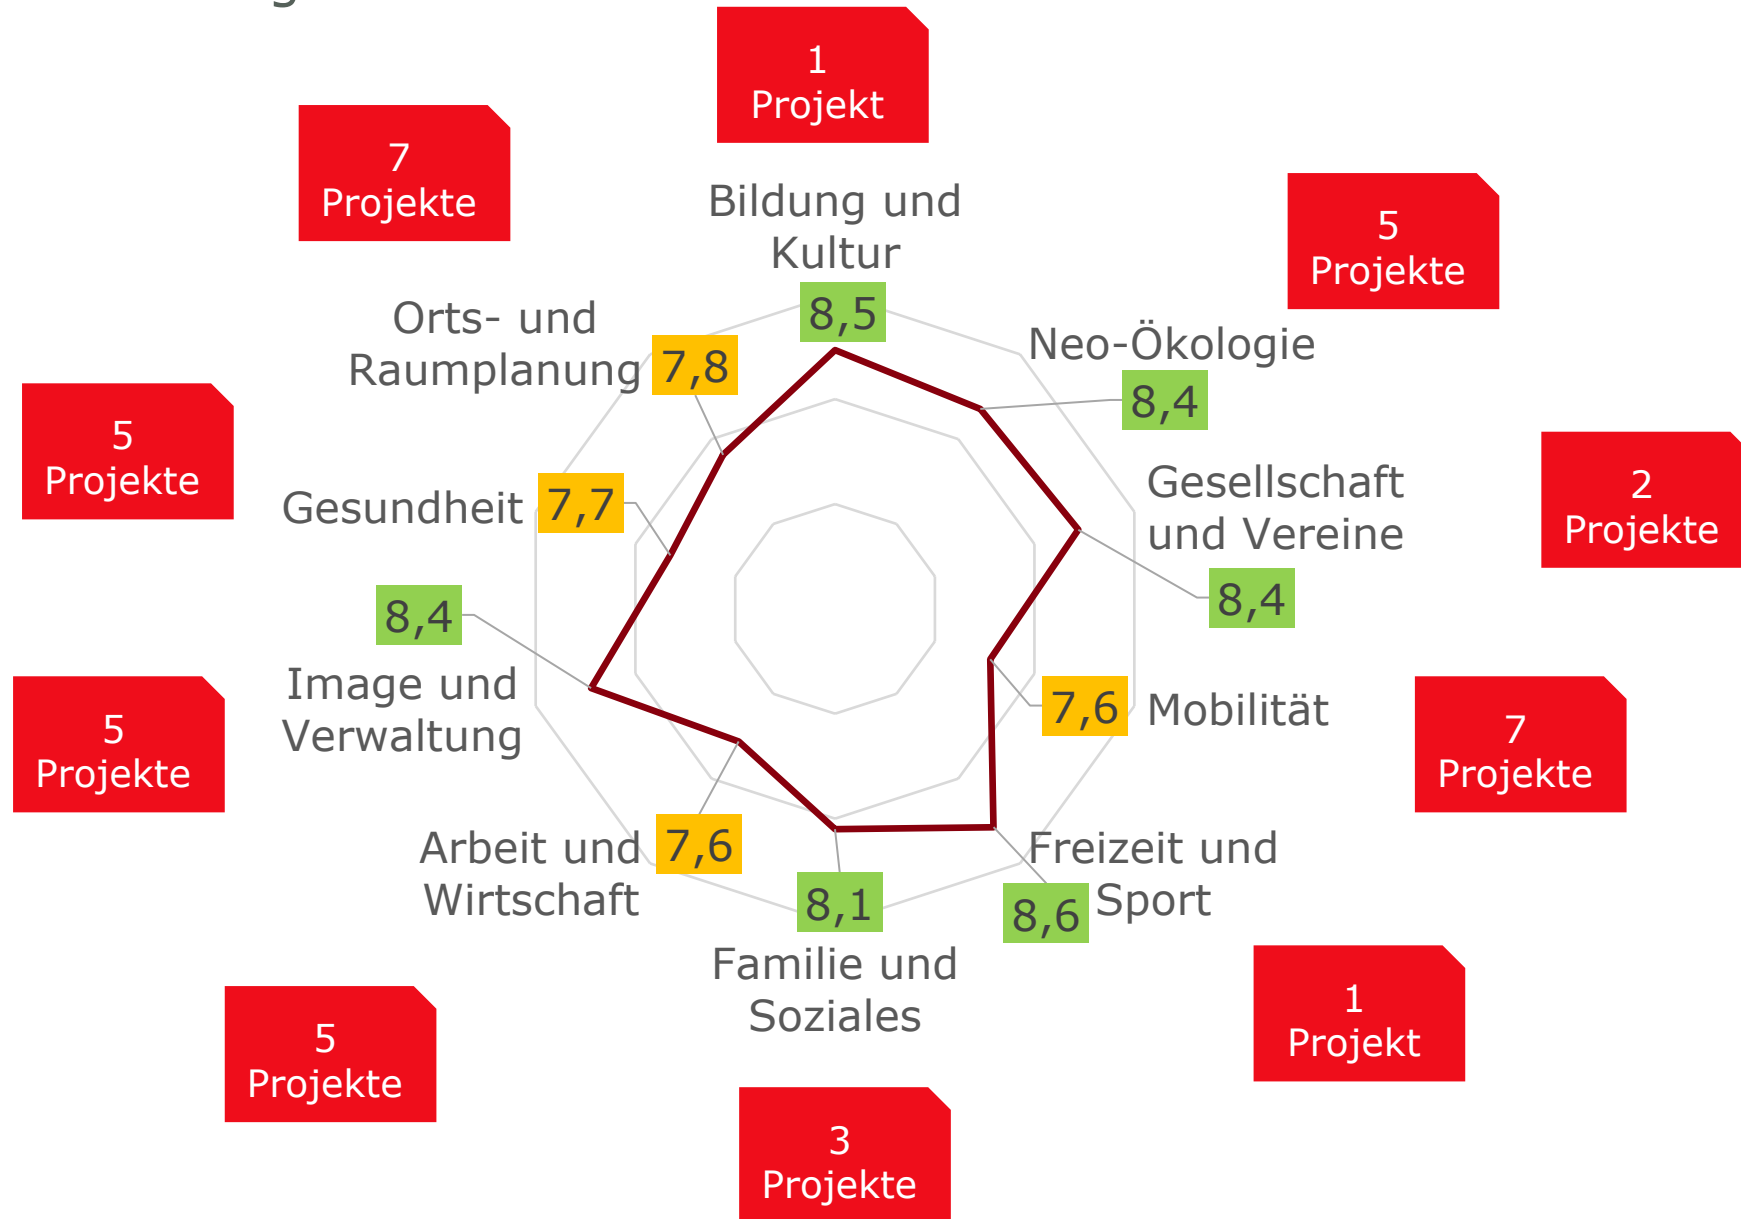 1
Projekt
7
Projekte
Bildung und
Kultur
5
Projekte
8,5
Orts- und
Raumplanung
7,8
Neo-Ökologie
8,4
5
Projekte
2
Projekte
Gesundheit
7,7
Gesellschaft
und Vereine
8,4
8,4
Image und
Verwaltung
7,6
Mobilität
5
Projekte
7
Projekte
Arbeit und
Wirtschaft
7,6
8,1
Freizeit und
Sport
8,6
Familie und
Soziales
5
Projekte
1
Projekt
3
Projekte